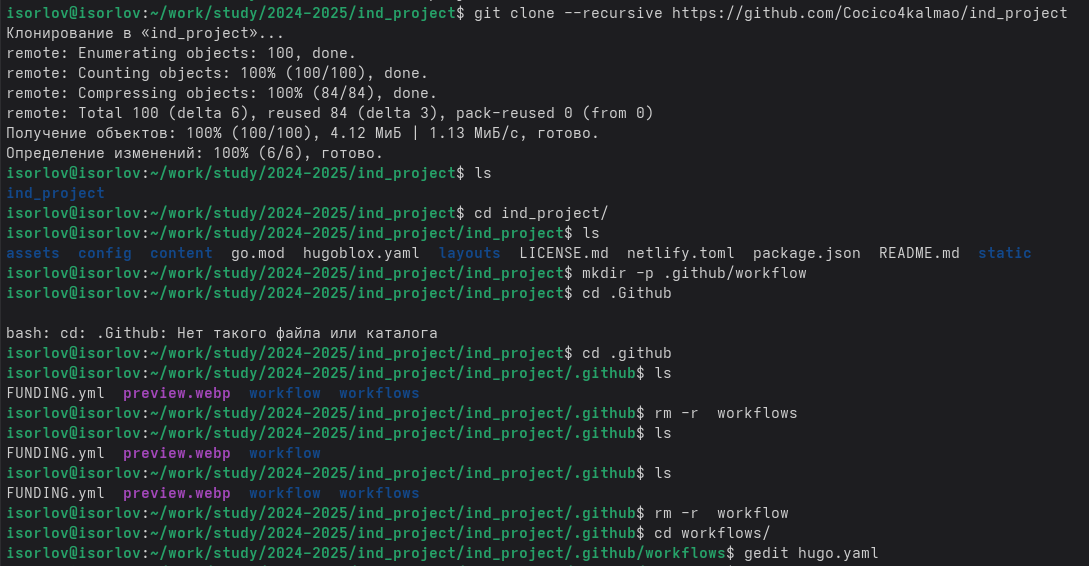 isorlov@isorlov:~/work/study/2024-2025/ind_project$ git clone --recursive https://github.com/Cocico4kalmao/ind_project
Клонирование в «ind_project»...
remote: Enumerating objects: 100, done.
remote: Counting objects: 100% (100/100), done.
remote: Compressing objects: 100% (84/84), done.
remote: Total 100 (delta 6), reused 84 (delta 3), pack-reused 0 (from 0)
Получение объектов: 100% (100/100), 4.12 МиБ | 1.13 МиБ/с, готово.
Определение изменений: 100% (6/6), готово.
isorlov@isorlov:~/work/study/2024-2025/ind_project$ ls
ind_project
isorlov@isorlov:~/work/study/2024-2025/ind_project$ cd ind_project/
isorlov@isorlov:~/work/study/2024-2025/ind_project/ind_project$ ls
assets  config  content  go.mod  hugoblox.yaml  layouts  LICENSE.md  netlify.toml  package.json  README.md  static
isorlov@isorlov:~/work/study/2024-2025/ind_project/ind_project$ mkdir -p .github/workflow
isorlov@isorlov:~/work/study/2024-2025/ind_project/ind_project$ cd .Github
bash: cd: .Github: Нет такого файла или каталога
isorlov@isorlov:~/work/study/2024-2025/ind_project/ind_project$ cd .github
isorlov@isorlov:~/work/study/2024-2025/ind_project/ind_project/.github$ ls
FUNDING.yml  preview.webp  workflow  workflows
isorlov@isorlov:~/work/study/2024-2025/ind_project/ind_project/.github$ rm -r  workflows
isorlov@isorlov:~/work/study/2024-2025/ind_project/ind_project/.github$ ls
FUNDING.yml  preview.webp  workflow
isorlov@isorlov:~/work/study/2024-2025/ind_project/ind_project/.github$ ls
FUNDING.yml  preview.webp  workflow  workflows
isorlov@isorlov:~/work/study/2024-2025/ind_project/ind_project/.github$ rm -r  workflow
isorlov@isorlov:~/work/study/2024-2025/ind_project/ind_project/.github$ cd workflows/
isorlov@isorlov:~/work/study/2024-2025/ind_project/ind_project/.github/workflows$ gedit hugo.yaml